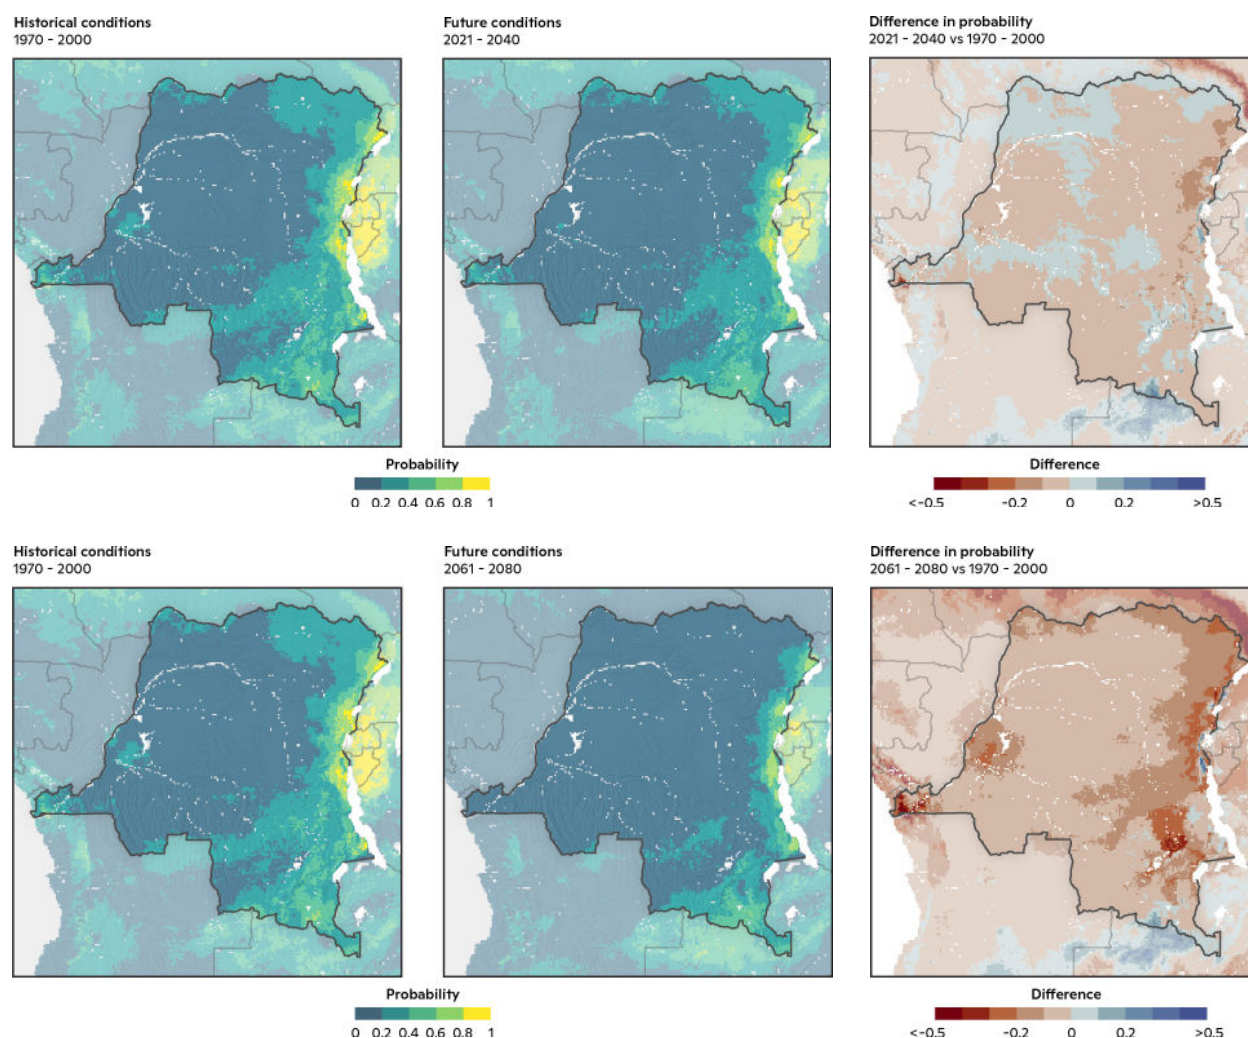 Historical conditions
1970 - 2000
Future conditions
2021 - 2040
Difference in probability
2021 - 2040 vs 1970 - 2000
Probability
0 0.2 0.4 0.6 0.8 1
Difference
<-0.5 -0.2 0 0.2 >0.5
Historical conditions
1970 - 2000
Future conditions
2061 - 2080
Difference in probability
2061 - 2080 vs 1970 - 2000
Probability
0 0.2 0.4 0.6 0.8 1
Difference
<-0.5 -0.2 0 0.2 >0.5